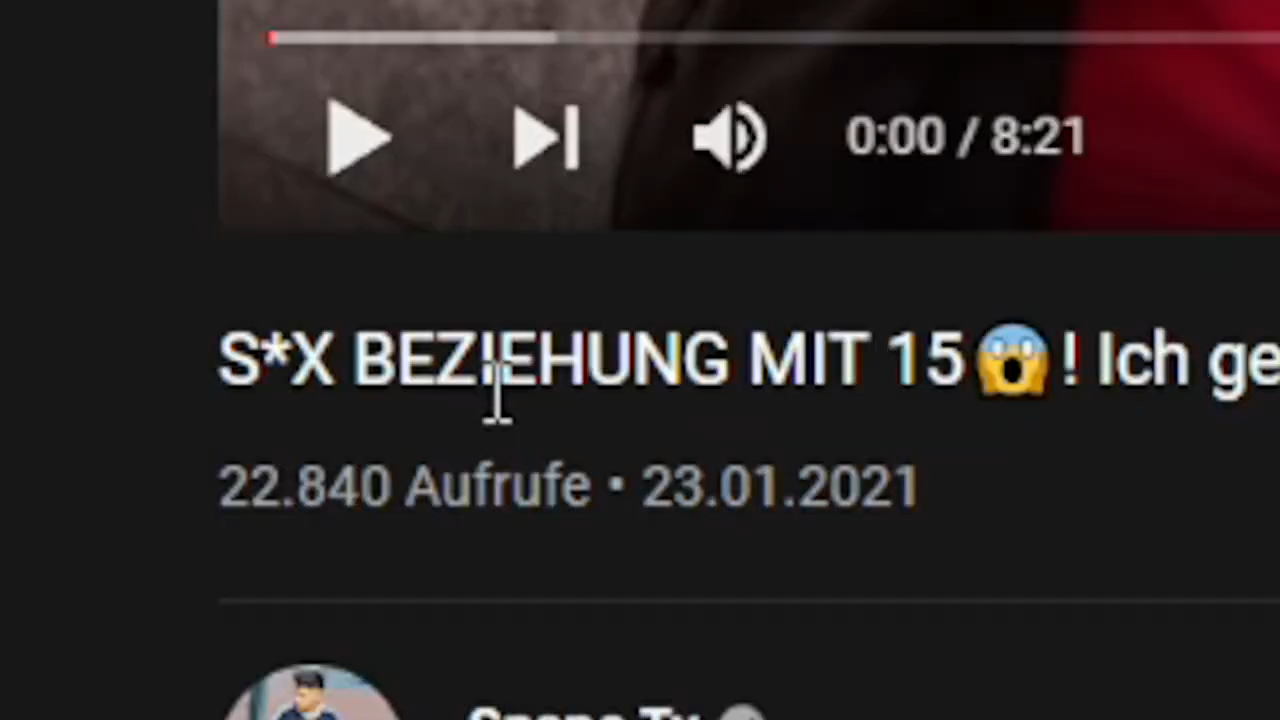 0:00 / 8:21
S*X BEZIEHUNG MIT 15😱! Ich ge
22.840 Aufrufe • 23.01.2021